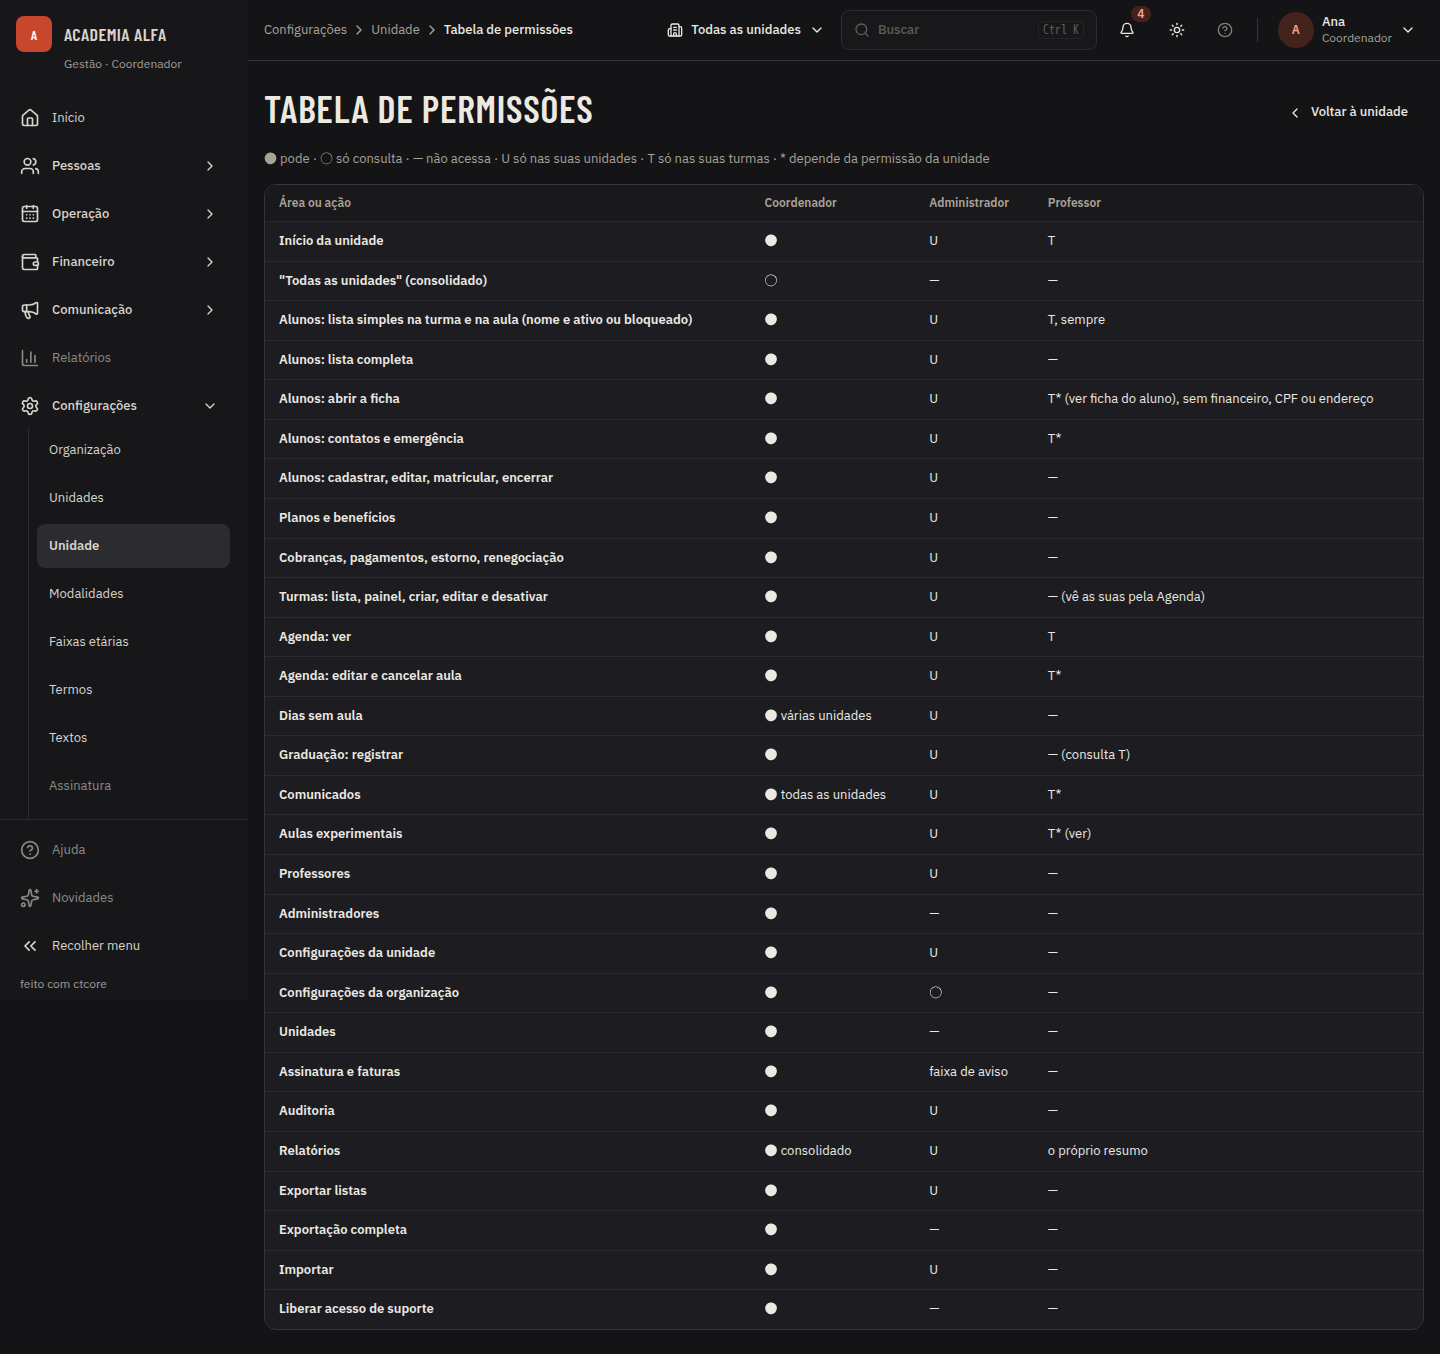 A
ACADEMIA ALFA
Gestão · Coordenador
Início
Pessoas
Operação
Financeiro
Comunicação
Relatórios
Configurações
Organização
Unidades
Unidade
Modalidades
Faixas etárias
Termos
Textos
Assinatura
Ajuda
Novidades
Recolher menu
feito com ctcore
Configurações > Unidade > Tabela de permissões
Todas as unidades
Buscar Ctrl K
4
A
Ana
Coordenador
TABELA DE PERMISSÕES
Voltar à unidade
● pode · ○ só consulta · — não acessa · U só nas suas unidades · T só nas suas turmas · * depende da permissão da unidade
Área ou ação Coordenador Administrador Professor
Início da unidade ● U T
"Todas as unidades" (consolidado) ○ — —
Alunos: lista simples na turma e na aula (nome e ativo ou bloqueado) ● U T, sempre
Alunos: lista completa ● U —
Alunos: abrir a ficha ● U T* (ver ficha do aluno), sem financeiro, CPF ou endereço
Alunos: contatos e emergência ● U T*
Alunos: cadastrar, editar, matricular, encerrar ● U —
Planos e benefícios ● U —
Cobranças, pagamentos, estorno, renegociação ● U —
Turmas: lista, painel, criar, editar e desativar ● U — (vê as suas pela Agenda)
Agenda: ver ● U T
Agenda: editar e cancelar aula ● U T*
Dias sem aula ● várias unidades U —
Graduação: registrar ● U — (consulta T)
Comunicados ● todas as unidades U T*
Aulas experimentais ● U T* (ver)
Professores ● U —
Administradores ● — —
Configurações da unidade ● U —
Configurações da organização ● ○ —
Unidades ● — —
Assinatura e faturas ● faixa de aviso —
Auditoria ● U —
Relatórios ● consolidado U o próprio resumo
Exportar listas ● U —
Exportação completa ● — —
Importar ● U —
Liberar acesso de suporte ● — —